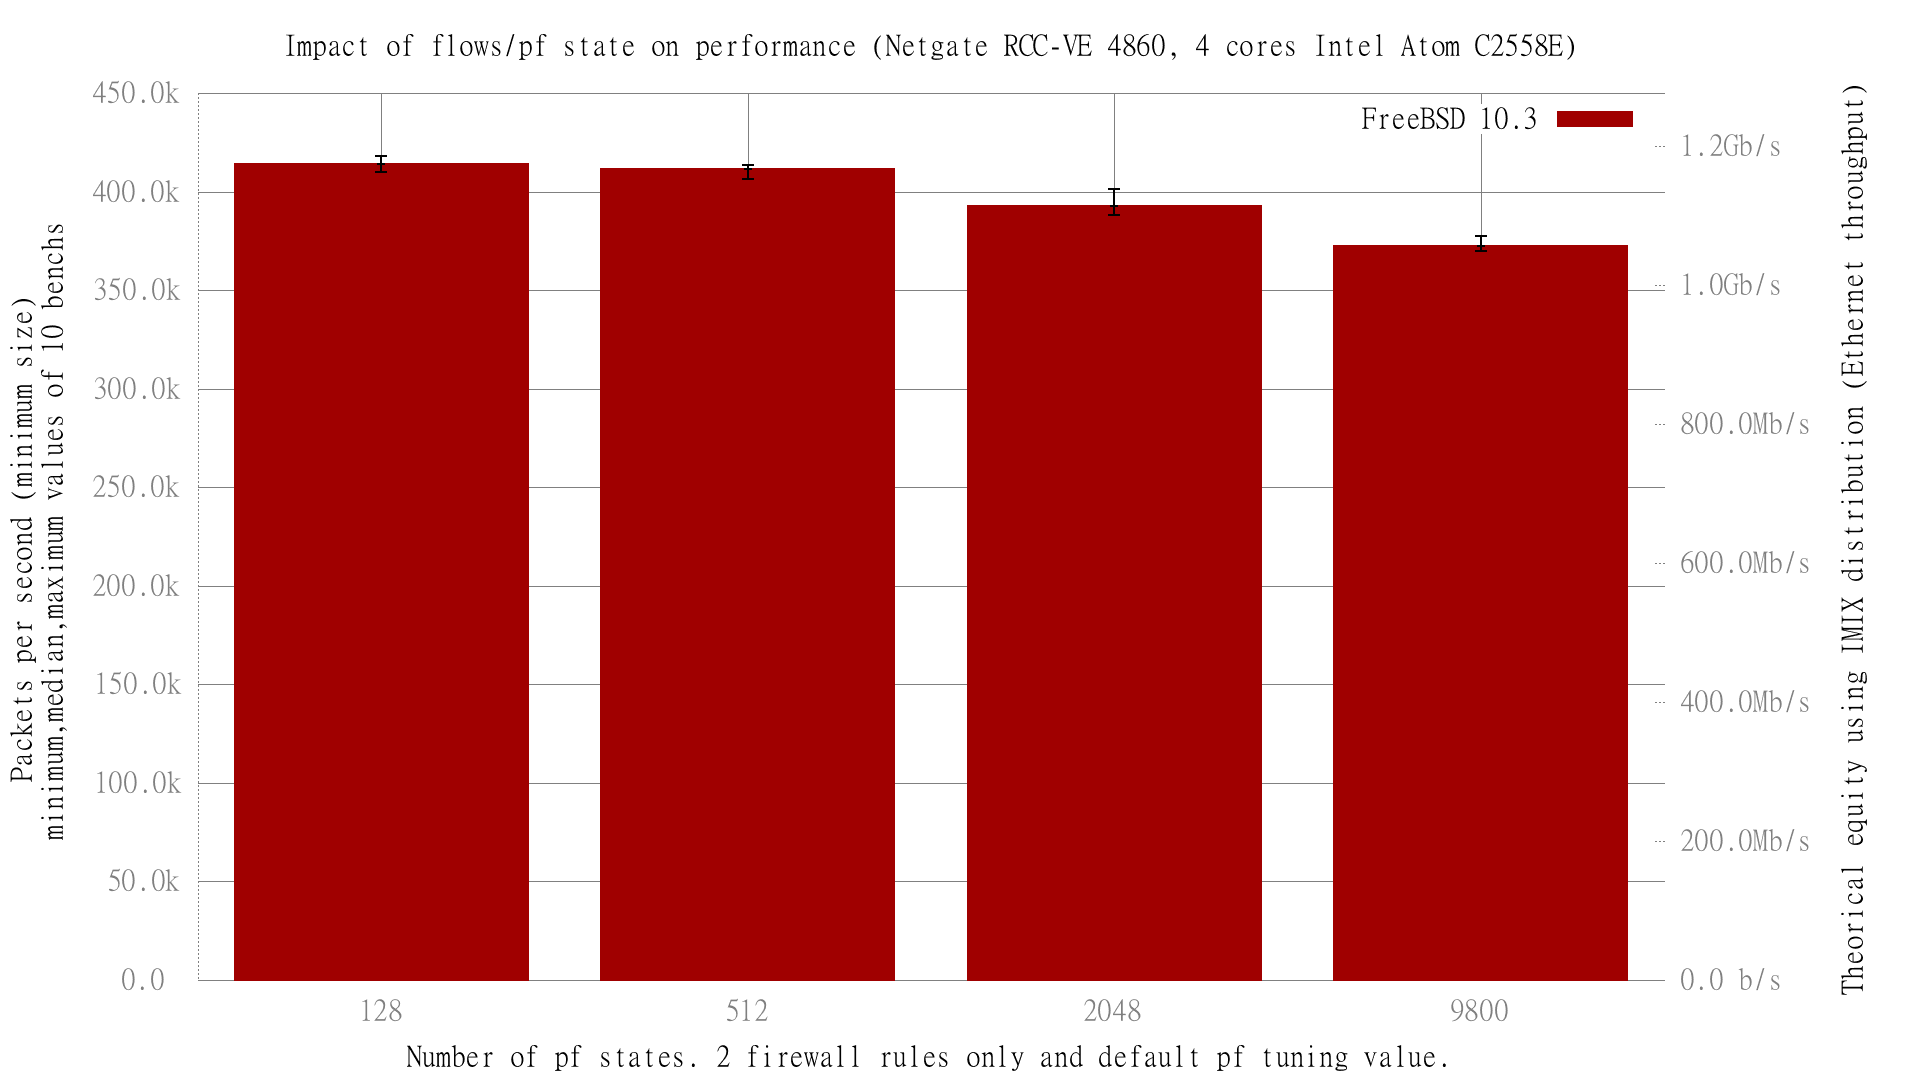 Impact of flows/pf state on performance (Netgate RCC-VE 4860, 4 cores Intel Atom C2558E)
FreeBSD 10.3
Packets per second (minimum size)
minimum,median,maximum values of 10 benchs
450.0k
400.0k
350.0k
300.0k
250.0k
200.0k
150.0k
100.0k
50.0k
0.0
1.2Gb/s
1.0Gb/s
800.0Mb/s
600.0Mb/s
400.0Mb/s
200.0Mb/s
0.0 b/s
Theorical equity using IMIX distribution (Ethernet throughput)
128
512
2048
9800
Number of pf states. 2 firewall rules only and default pf tuning value.